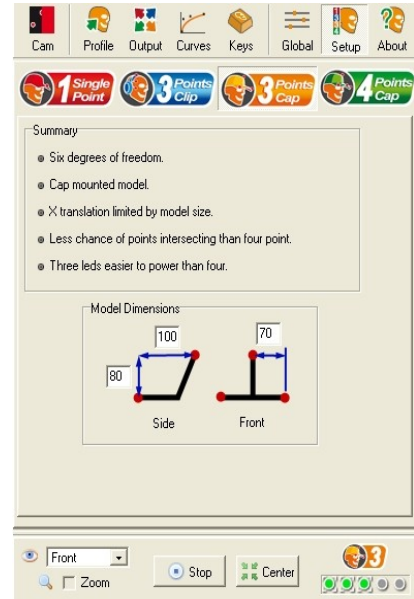 Cam Profile Output Curves Keys Global Setup About
1 Single Point 3 Points Clip 3 Points Cap 4 Points Cap
Summary
Six degrees of freedom.
Cap mounted model.
X translation limited by model size.
Less chance of points intersecting than four point.
Three leds easier to power than four.
Model Dimensions
100 70
80
Side Front
Front Stop Center 3
Zoom